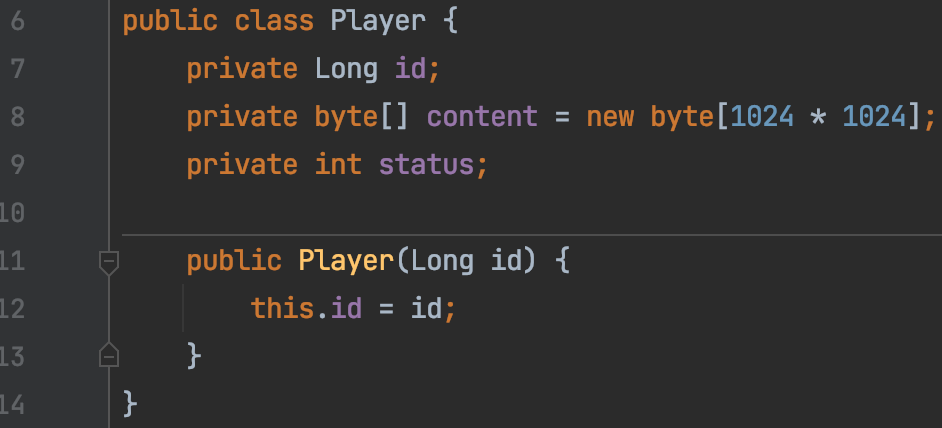 6 public class Player {
7     private Long id;
8     private byte[] content = new byte[1024 * 1024];
9     private int status;
10
11     public Player(Long id) {
12         this.id = id;
13     }
14 }